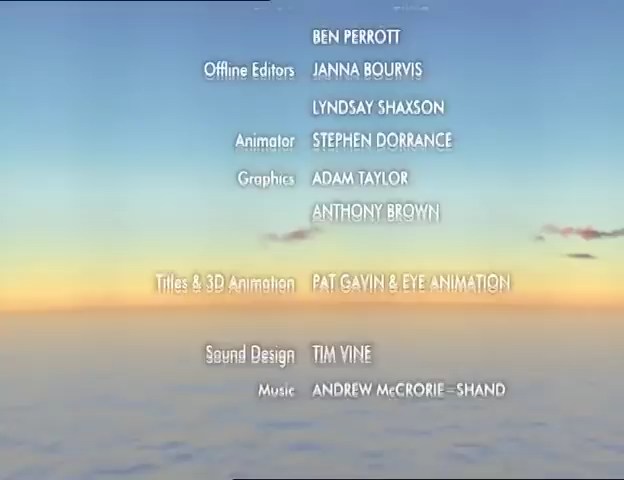 BEN PERROTT
Offline Editors JANNA BOURVIS
LYNDSAY SHAXSON
Animator STEPHEN DORRANCE
Graphics ADAM TAYLOR
ANTHONY BROWN
Titles & 3D Animation PAT GAVIN & EYE ANIMATION
Sound Design TIM VINE
Music ANDREW McCRORIE-SHAND